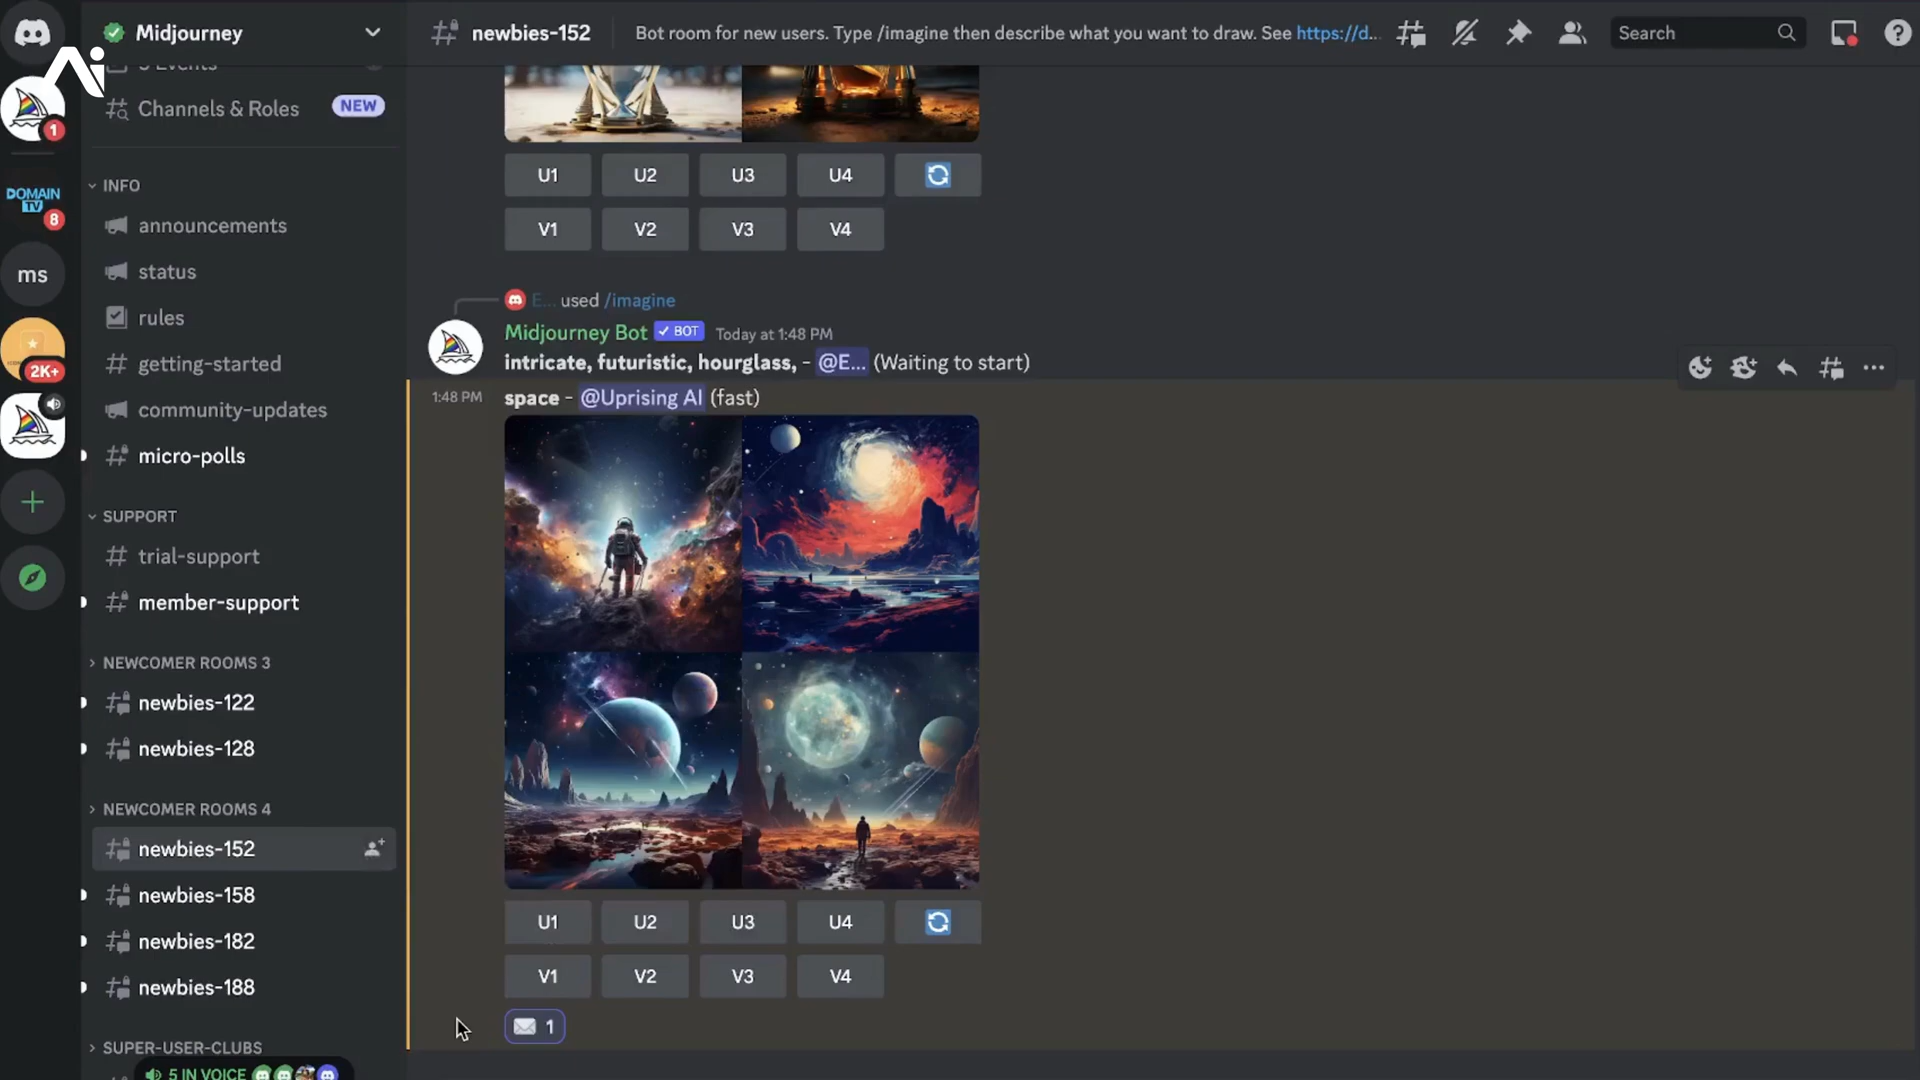 Midjourney
newbies-152
Bot room for new users. Type /imagine then describe what you want to draw. See https://d...
Search
Ai
Events
Channels & Roles
NEW
1
DOMAIN
TV
8
ms
2K+
INFO
announcements
status
rules
getting-started
community-updates
micro-polls
SUPPORT
trial-support
member-support
NEWCOMER ROOMS 3
newbies-122
newbies-128
NEWCOMER ROOMS 4
newbies-152
newbies-158
newbies-182
newbies-188
SUPER-USER-CLUBS
5 IN VOICE
U1 U2 U3 U4
V1 V2 V3 V4
E... used /imagine
Midjourney Bot ✓ BOT Today at 1:48 PM
intricate, futuristic, hourglass, - @E... (Waiting to start)
1:48 PM space - @Uprising AI (fast)
U1 U2 U3 U4
V1 V2 V3 V4
1